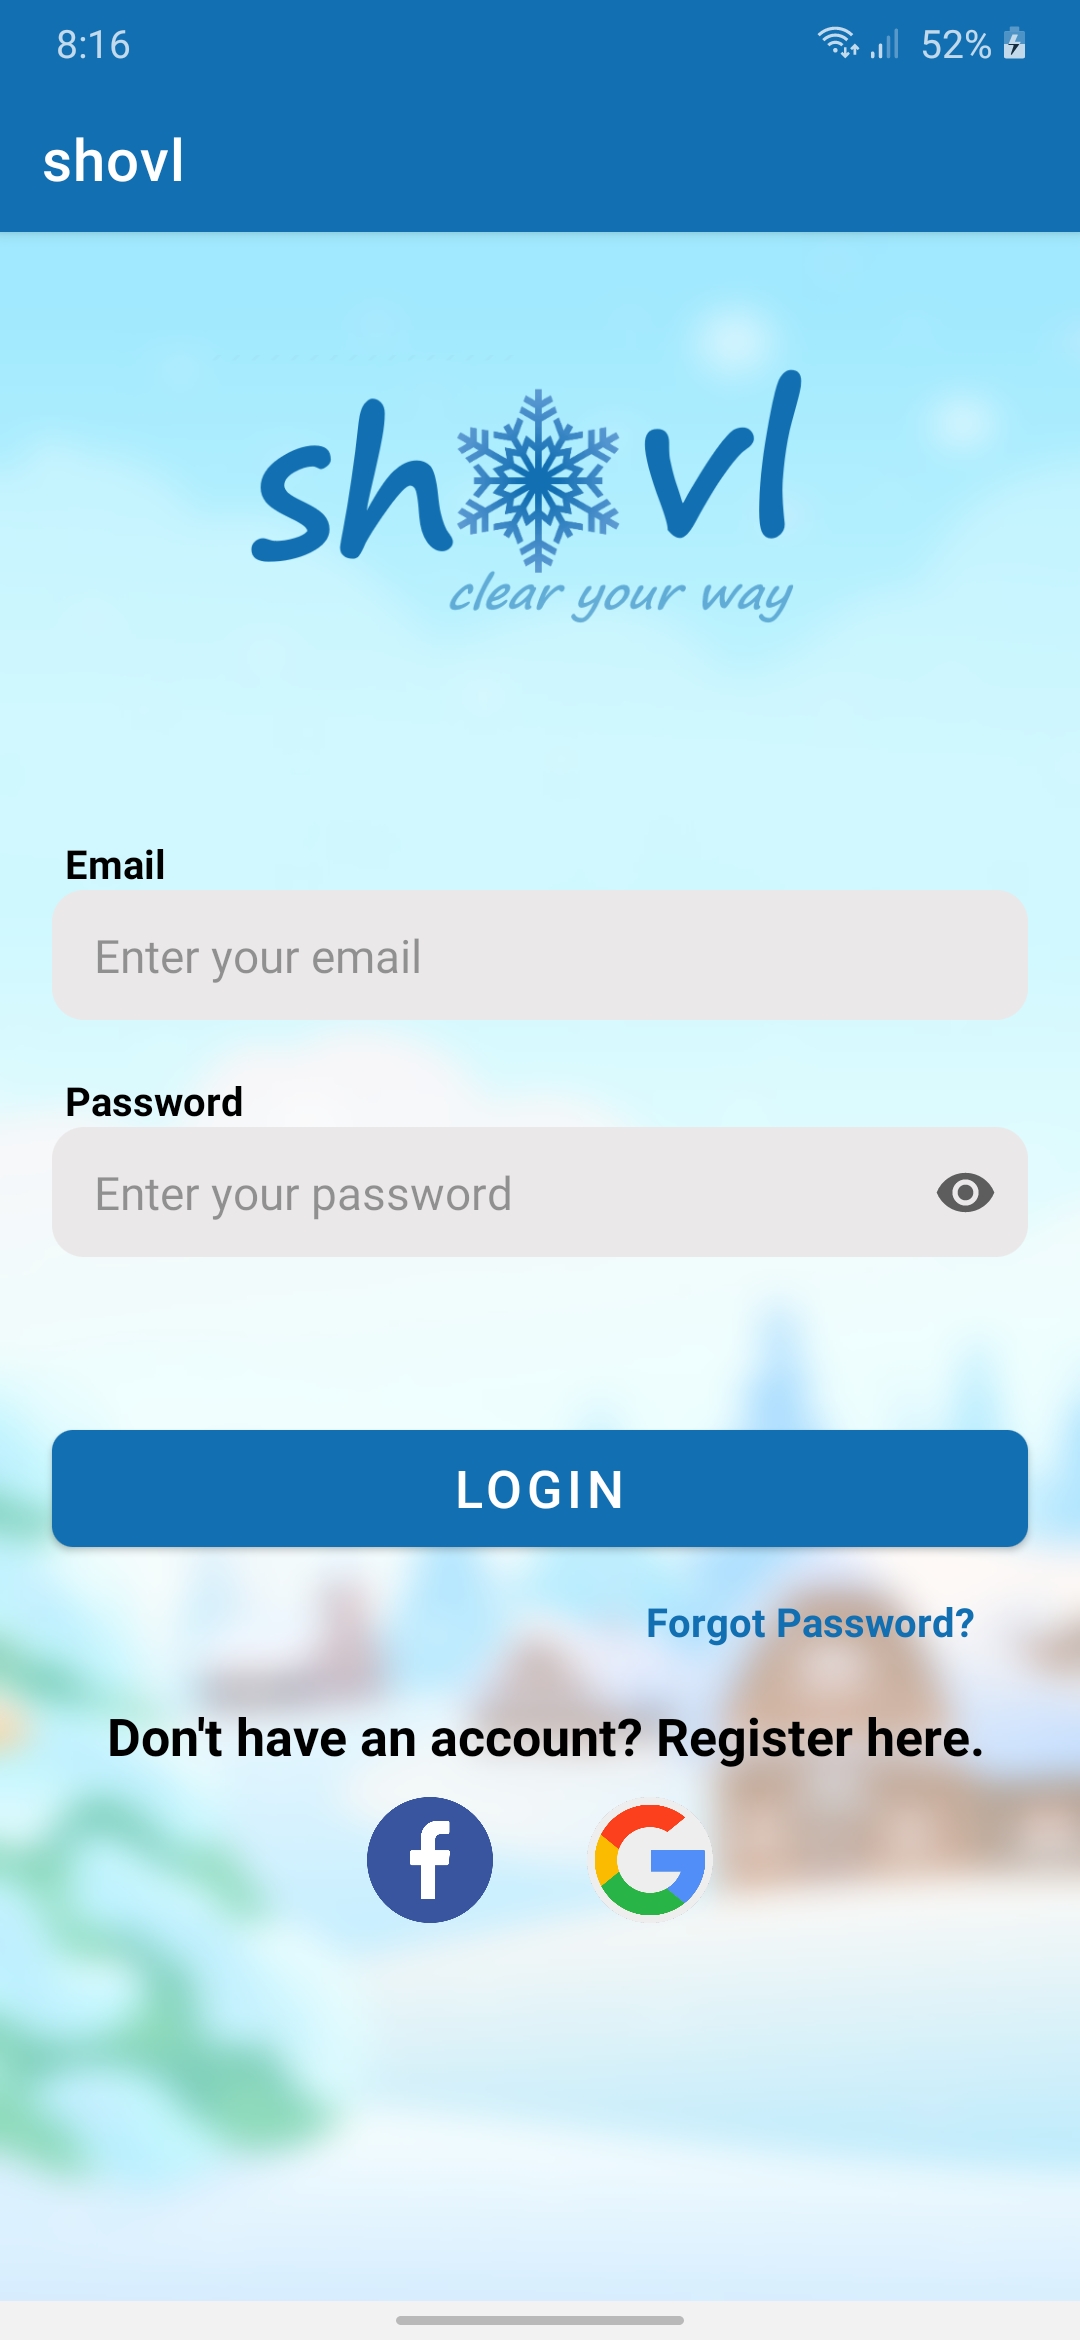 8:16 52%
shovl
shovl
clear your way
Email
Enter your email
Password
Enter your password
LOGIN
Forgot Password?
Don't have an account? Register here.